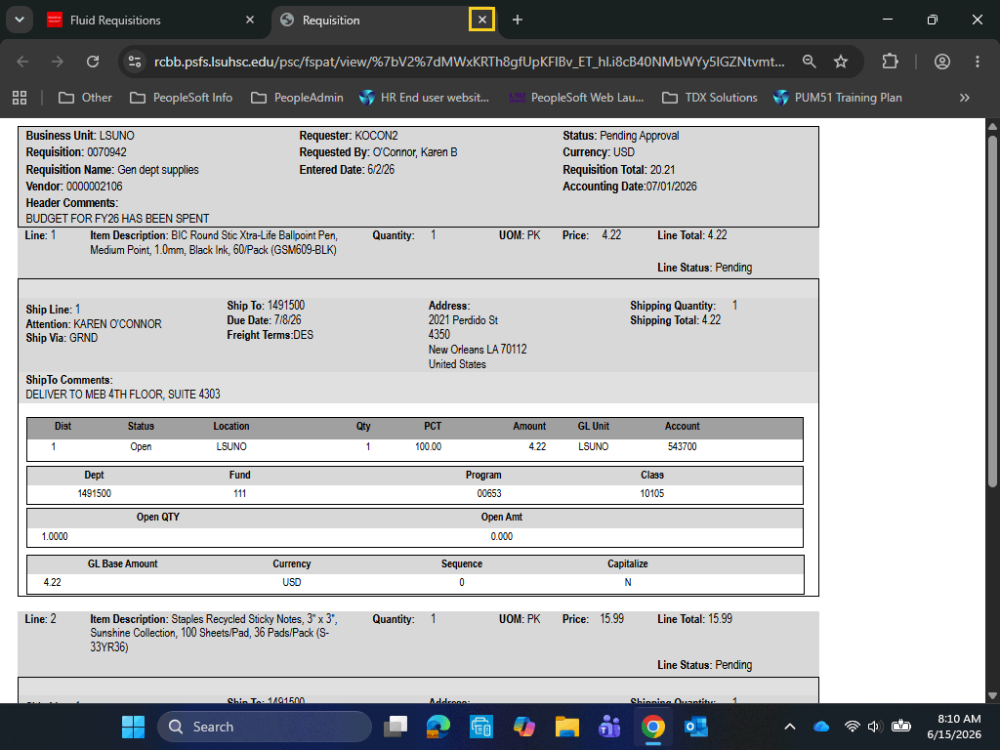 Fluid Requisitions
Requisition
rcbb.psfs.lsuhsc.edu/psc/fspat/view/%7bV2%7dMWxKRTh8gfUpKFlBv_ET_hl.i8cB40NMbWYy5lGZNtvmt...
Other
PeopleSoft Info
PeopleAdmin
HR End user websit...
PeopleSoft Web Lau...
TDX Solutions
PUM51 Training Plan
Business Unit: LSUNO Requester: KOCON2 Status: Pending Approval
Requisition: 0070942 Requested By: O'Connor, Karen B Currency: USD
Requisition Name: Gen dept supplies Entered Date: 6/2/26 Requisition Total: 20.21
Vendor: 0000002106 Accounting Date:07/01/2026
Header Comments:
BUDGET FOR FY26 HAS BEEN SPENT
Line: 1 Item Description: BIC Round Stic Xtra-Life Ballpoint Pen, Quantity: 1 UOM: PK Price: 4.22 Line Total: 4.22
Medium Point, 1.0mm, Black Ink, 60/Pack (GSM609-BLK)
Line Status: Pending
Ship Line: 1 Ship To: 1491500 Address: Shipping Quantity: 1
Attention: KAREN O'CONNOR Due Date: 7/8/26 2021 Perdido St Shipping Total: 4.22
Ship Via: GRND Freight Terms:DES 4350
New Orleans LA 70112
United States
ShipTo Comments:
DELIVER TO MEB 4TH FLOOR, SUITE 4303
Dist Status Location Qty PCT Amount GL Unit Account
1 Open LSUNO 1 100.00 4.22 LSUNO 543700
Dept Fund Program Class
1491500 111 00653 10105
Open QTY Open Amt
1.0000 0.000
GL Base Amount Currency Sequence Capitalize
4.22 USD 0 N
Line: 2 Item Description: Staples Recycled Sticky Notes, 3" x 3", Quantity: 1 UOM: PK Price: 15.99 Line Total: 15.99
Sunshine Collection, 100 Sheets/Pad, 36 Pads/Pack (S-
33YR36)
Line Status: Pending
Ship To: 1491500 Address: Shipping Quantity: 1
Search
8:10 AM
6/15/2026